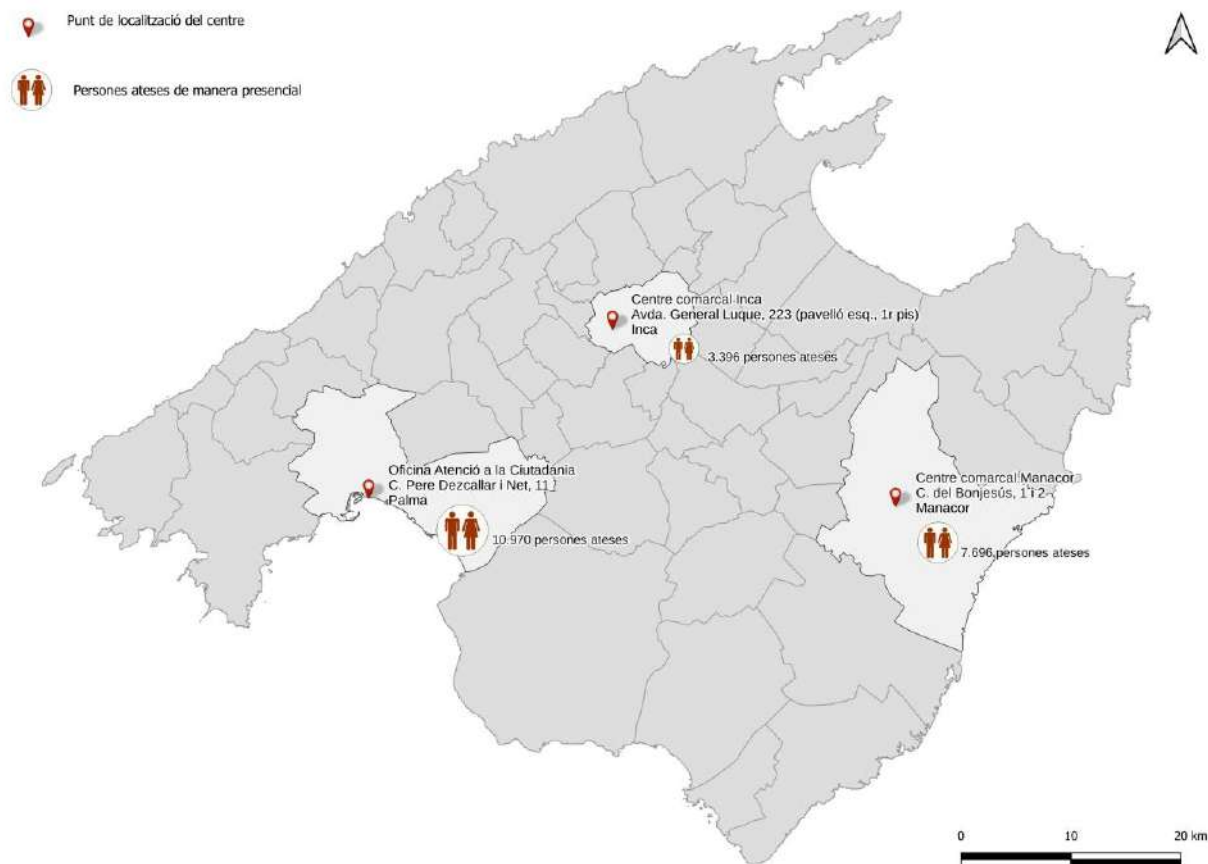 Punt de localització del centre
Persones ateses de manera presencial
Centre comarcal Inca
Avda. General Luque, 223 (pavelló esq., 1r pis)
Inca
3.396 persones ateses
Oficina Atenció a la Ciutadania
C. Pere Dezcallar i Net, 11
Palma
10.970 persones ateses
Centre comarcal Manacor
C. del Bonjesús, 1 i 2
Manacor
7.696 persones ateses
0 10 20 km